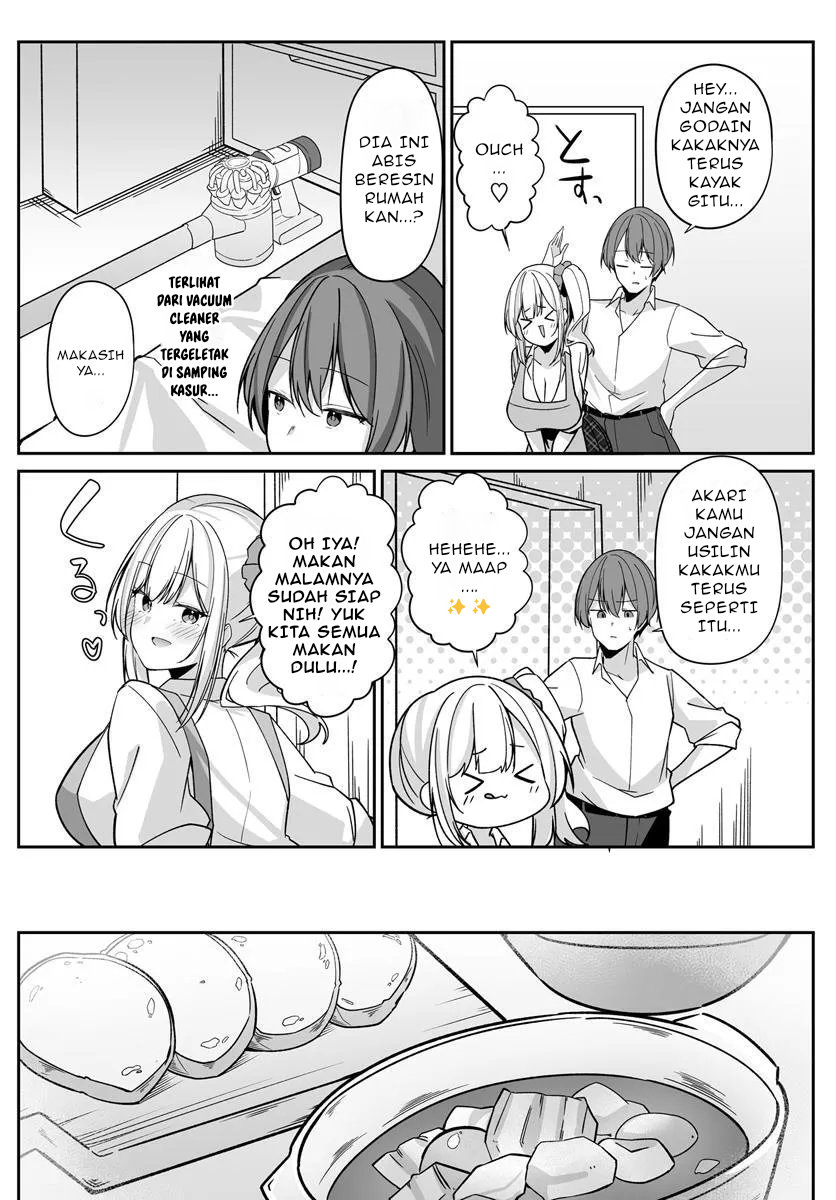 HEY...
JANGAN
GODAIN
KAKAKNYA
TERUS
KAYAK
GITU...
OUCH
...
♡
とす、
DIA INI
ABIS
BERESIN
RUMAH
KAN...?
TERLIHAT
DARI VACUUM
CLEANER
YANG
TERGELETAK
DI SAMPING
KASUR...
MAKASIH
YA...
AKARI
KAMU
JANGAN
USILIN
KAKAKMU
TERUS
SEPERTI
ITU...
HEHEHE...
YA MAAP
....
✨✨
OH IYA!
MAKAN
MALAMNYA
SUDAH SIAP
NIH! YUK
KITA SEMUA
MAKAN
DULU...!
くるっ♡